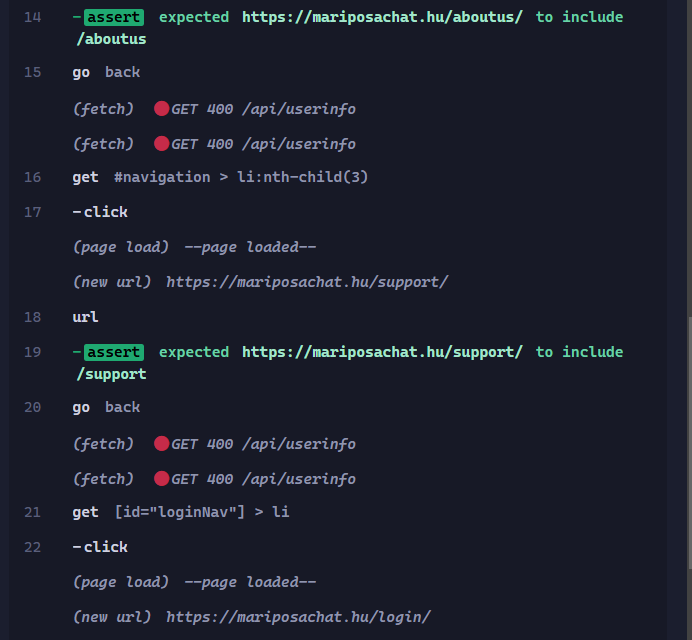 14 -assert expected https://mariposachat.hu/aboutus/ to include
/aboutus
15 go back
(fetch) GET 400 /api/userinfo
(fetch) GET 400 /api/userinfo
16 get #navigation > li:nth-child(3)
17 -click
(page load) --page loaded--
(new url) https://mariposachat.hu/support/
18 url
19 -assert expected https://mariposachat.hu/support/ to include
/support
20 go back
(fetch) GET 400 /api/userinfo
(fetch) GET 400 /api/userinfo
21 get [id="loginNav"] > li
22 -click
(page load) --page loaded--
(new url) https://mariposachat.hu/login/